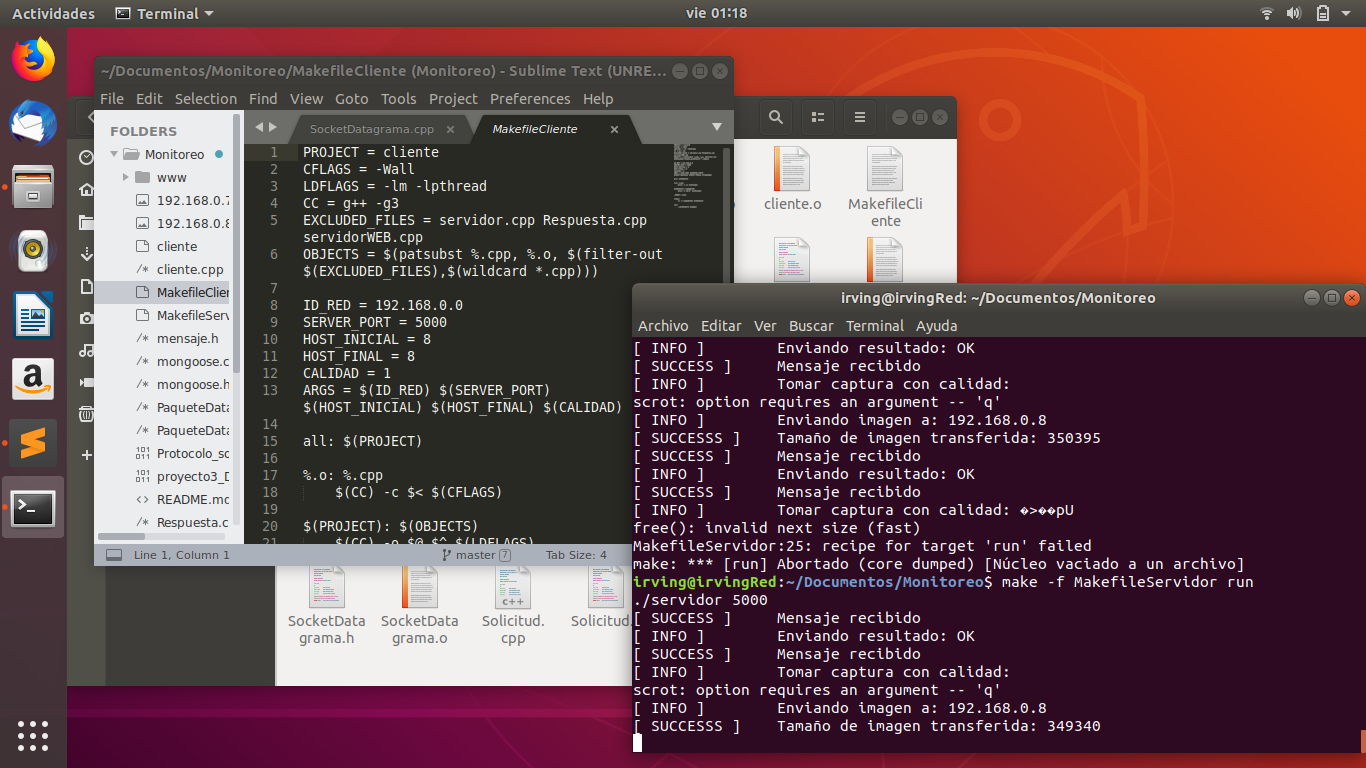 Actividades Terminal vie 01:18
~/Documentos/Monitoreo/MakefileCliente (Monitoreo) - Sublime Text (UNRE...
File Edit Selection Find View Goto Tools Project Preferences Help
FOLDERS
Monitoreo
www
192.168.0.7
192.168.0.8
cliente
cliente.cpp
MakefileClien
MakefileServ
mensaje.h
mongoose.c
mongoose.h
PaqueteData
PaqueteData
Protocolo_so
proyecto3_D
README.md
Respuesta.c
SocketDatagrama.cpp MakefileCliente
1 PROJECT = cliente
2 CFLAGS = -Wall
3 LDFLAGS = -lm -lpthread
4 CC = g++ -g3
5 EXCLUDED_FILES = servidor.cpp Respuesta.cpp
servidorWEB.cpp
6 OBJECTS = $(patsubst %.cpp, %.o, $(filter-out
$(EXCLUDED_FILES),$(wildcard *.cpp)))
7
8 ID_RED = 192.168.0.0
9 SERVER_PORT = 5000
10 HOST_INICIAL = 8
11 HOST_FINAL = 8
12 CALIDAD = 1
13 ARGS = $(ID_RED) $(SERVER_PORT)
$(HOST_INICIAL) $(HOST_FINAL) $(CALIDAD)
14
15 all: $(PROJECT)
16
17 %.o: %.cpp
18 $(CC) -c $< $(CFLAGS)
19
20 $(PROJECT): $(OBJECTS)
21 $(CC) -o $@ $^ $(LDFLAGS)
Line 1, Column 1 master 7 Tab Size: 4
cliente.o
MakefileCli
ente
SocketData
grama.h
SocketData
grama.o
c++
Solicitud.
cpp
Solicitud.
irving@irvingRed: ~/Documentos/Monitoreo
Archivo Editar Ver Buscar Terminal Ayuda
[ INFO ] Enviando resultado: OK
[ SUCCESS ] Mensaje recibido
[ INFO ] Tomar captura con calidad:
scrot: option requires an argument -- 'q'
[ INFO ] Enviando imagen a: 192.168.0.8
[ SUCCESSS ] Tamaño de imagen transferida: 350395
[ SUCCESS ] Mensaje recibido
[ INFO ] Enviando resultado: OK
[ SUCCESS ] Mensaje recibido
[ INFO ] Tomar captura con calidad: �>��pU
free(): invalid next size (fast)
MakefileServidor:25: recipe for target 'run' failed
make: *** [run] Abortado (core dumped) [Núcleo vaciado a un archivo]
irving@irvingRed:~/Documentos/Monitoreo$ make -f MakefileServidor run
./servidor 5000
[ SUCCESS ] Mensaje recibido
[ INFO ] Enviando resultado: OK
[ SUCCESS ] Mensaje recibido
[ INFO ] Tomar captura con calidad:
scrot: option requires an argument -- 'q'
[ INFO ] Enviando imagen a: 192.168.0.8
[ SUCCESSS ] Tamaño de imagen transferida: 349340